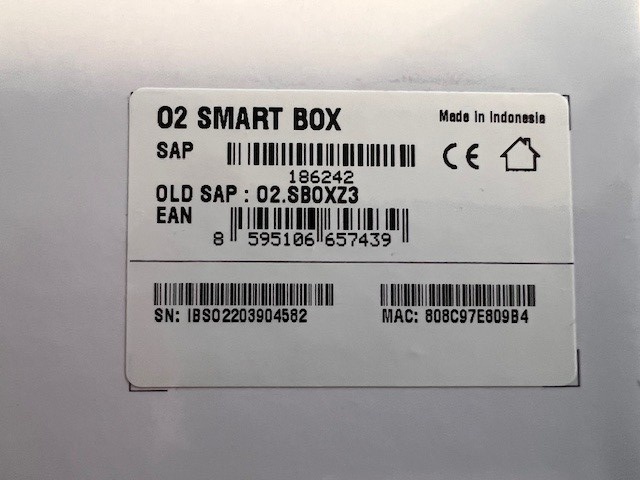 O2 SMART BOX
Made in Indonesia
SAP
186242
OLD SAP : O2.SBOXZ3
EAN
8 595106 657439
SN: IBS02203904582
MAC: 808C97E809B4